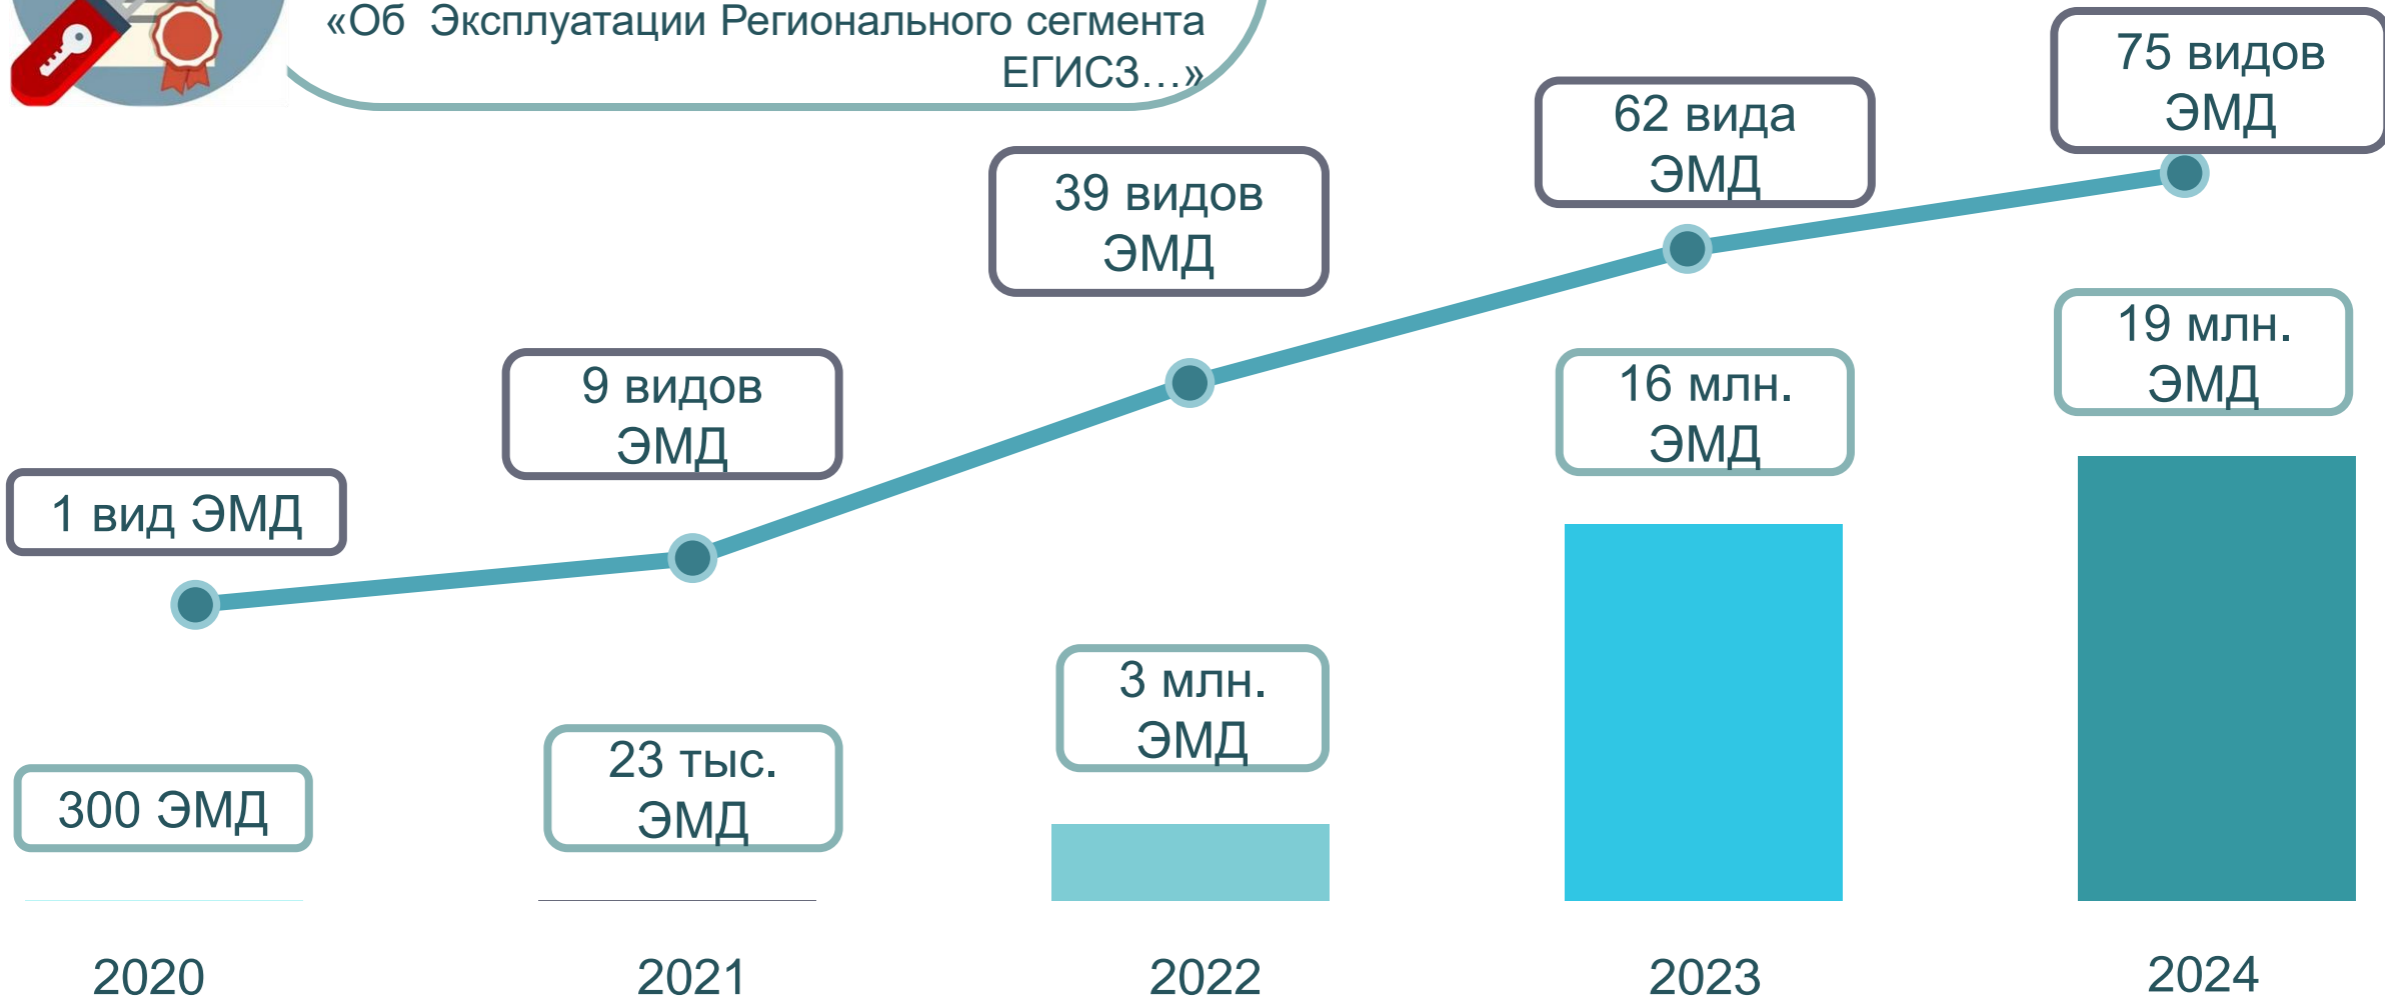 «Об Эксплуатации Регионального сегмента
ЕГИСЗ...»
75 видов
ЭМД
62 вида
ЭМД
39 видов
ЭМД
9 видов
ЭМД
1 вид ЭМД
19 млн.
ЭМД
16 млн.
ЭМД
3 млн.
ЭМД
23 тыс.
ЭМД
300 ЭМД
2020
2021
2022
2023
2024